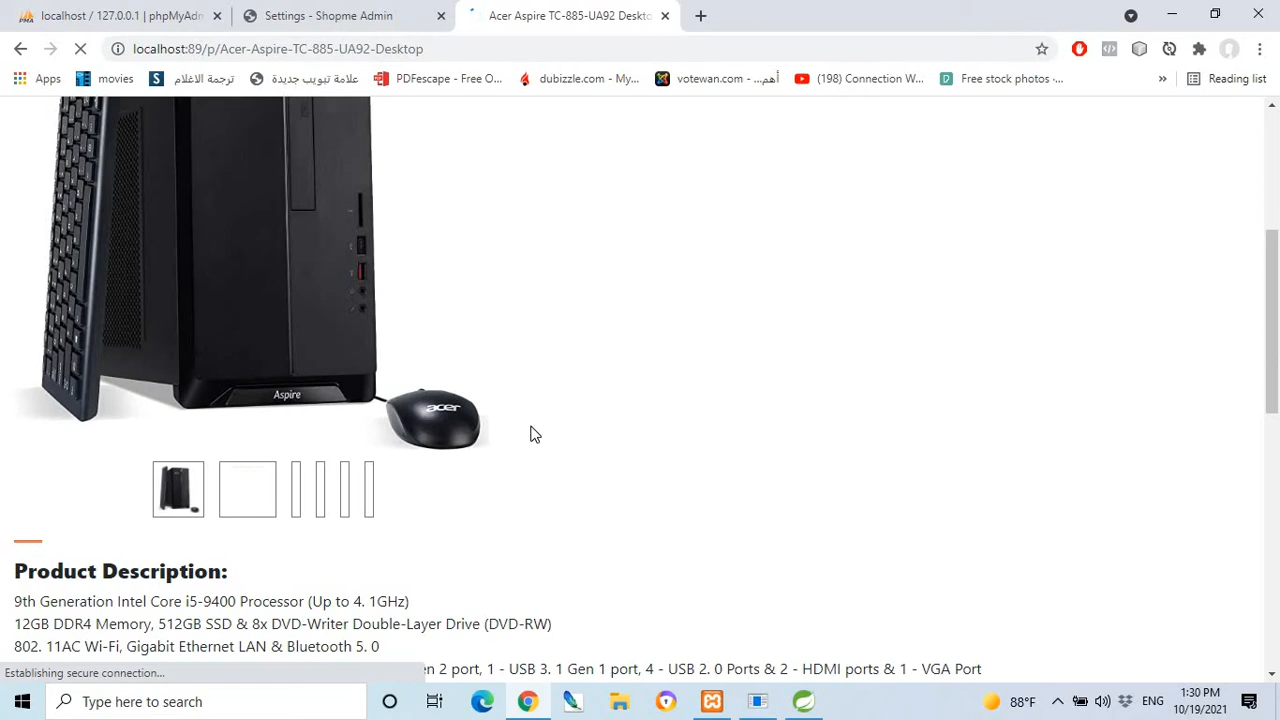 localhost / 127.0.0.1 | phpMyAdn
Settings - Shopme Admin
Acer Aspire TC-885-UA92 Deskto
localhost:89/p/Acer-Aspire-TC-885-UA92-Desktop
Apps
movies
ترجمة الاغلام
علامة تبويب جديدة
PDFescape - Free O...
dubizzle.com - My...
votewan.com - أهم...
(198) Connection W...
Free stock photos -...
»
Reading list
Aspire
acer
Product Description:
9th Generation Intel Core i5-9400 Processor (Up to 4. 1GHz)
12GB DDR4 Memory, 512GB SSD & 8x DVD-Writer Double-Layer Drive (DVD-RW)
802. 11AC Wi-Fi, Gigabit Ethernet LAN & Bluetooth 5. 0
en 2 port, 1 - USB 3. 1 Gen 1 port, 4 - USB 2. 0 Ports & 2 - HDMI ports & 1 - VGA Port
Establishing secure connection...
Type here to search
88°F
ENG
1:30 PM
10/19/2021